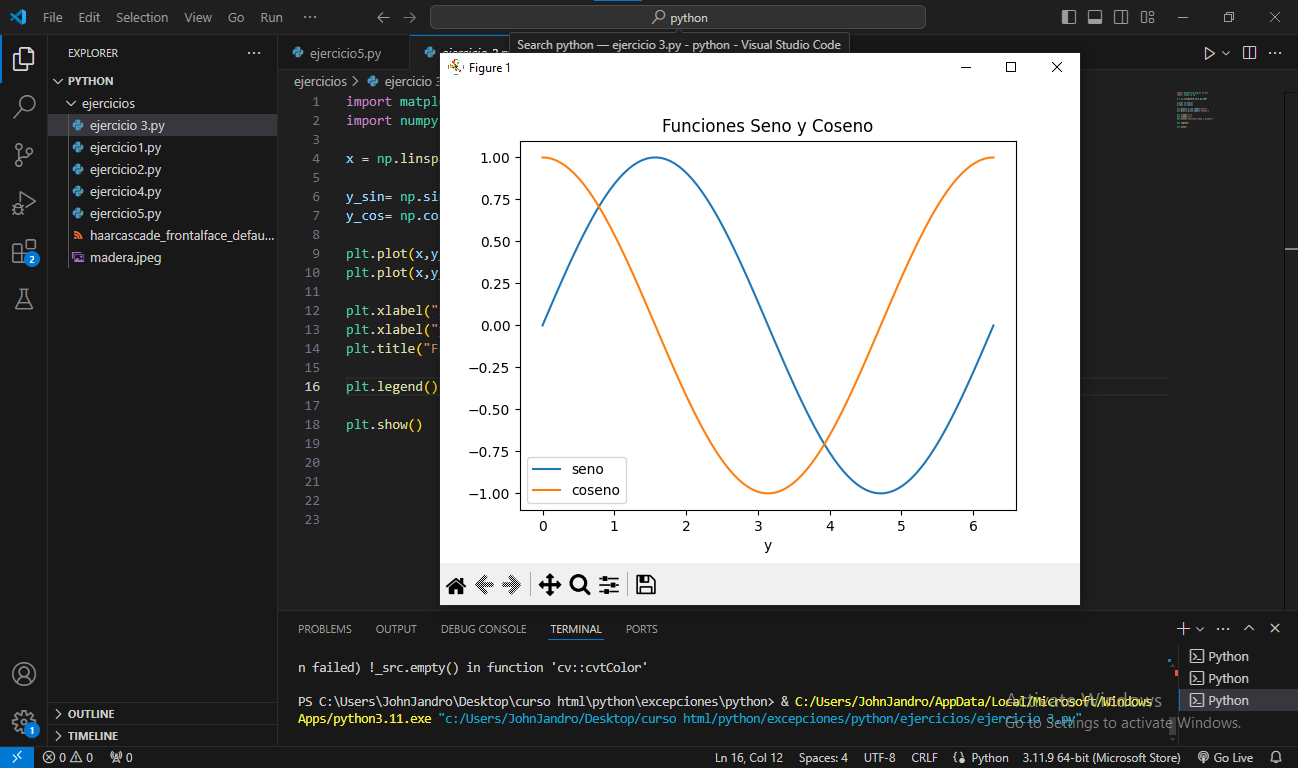 File Edit Selection View Go Run ···
python
Search python — ejercicio 3.py - python - Visual Studio Code
EXPLORER
PYTHON
ejercicios
ejercicio 3.py
ejercicio1.py
ejercicio2.py
ejercicio4.py
ejercicio5.py
haarcascade_frontalface_defau...
madera.jpeg
OUTLINE
TIMELINE
2
1
ejercicio5.py
ejercicios > ejercicio 3
1 import matpl
2 import numpy
3
4 x = np.linsp
5
6 y_sin= np.si
7 y_cos= np.co
8
9 plt.plot(x,y
10 plt.plot(x,y
11
12 plt.xlabel("
13 plt.xlabel("
14 plt.title("F
15
16 plt.legend()
17
18 plt.show()
19
20
21
22
23
Figure 1
Funciones Seno y Coseno
1.00
0.75
0.50
0.25
0.00
−0.25
−0.50
−0.75
−1.00
seno
coseno
0 1 2 3 4 5 6
y
PROBLEMS OUTPUT DEBUG CONSOLE TERMINAL PORTS
n failed) !_src.empty() in function 'cv::cvtColor'
PS C:\Users\JohnJandro\Desktop\curso html\python\excepciones\python> & C:/Users/JohnJandro/AppData/Local/Microsoft/Windows
Apps/python3.11.exe "c:/Users/JohnJandro/Desktop/curso html/python/excepciones/python/ejercicios/ejercicio 3.py"
Python
Python
Python
Activate Windows
Go to Settings to activate Windows.
0 0 0
Ln 16, Col 12 Spaces: 4 UTF-8 CRLF Python 3.11.9 64-bit (Microsoft Store) Go Live